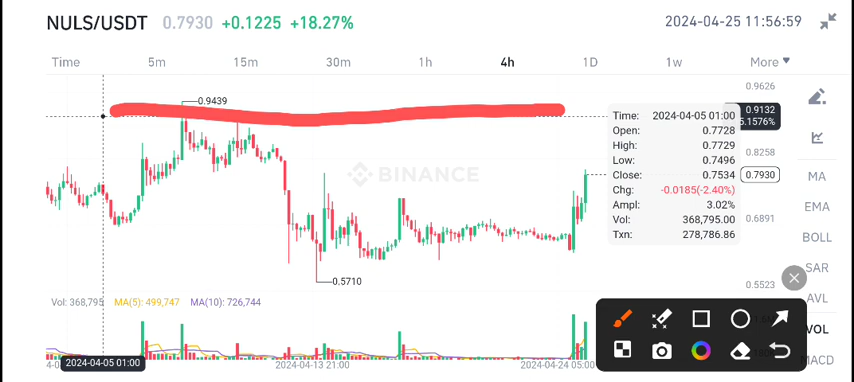 NULS/USDT 0.7930 +0.1225 +18.27% 2024-04-25 11:56:59
Time 5m 15m 30m 1h 4h 1D 1w More
0.9626
0.9439
0.9132
5.1576%
Time: 2024-04-05 01:00
Open: 0.7728
High: 0.7729
Low: 0.7496
Close: 0.7534
Chg: -0.0185(-2.40%)
Ampl: 3.02%
Vol: 368,795.00
Txn: 278,786.86
0.8258
0.7930
0.6891
0.5523
BINANCE
0.5710
MA
EMA
BOLL
SAR
AVL
VOL
MACD
Vol: 368,795 MA(5): 499,747 MA(10): 726,744
2024-04-05 01:00 2024-04-13 21:00 2024-04-24 05:00